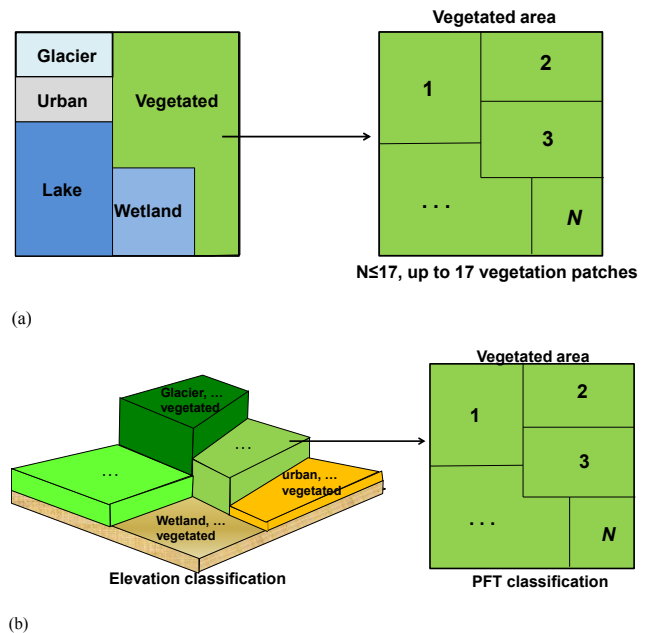 Vegetated area
Glacier
Urban
Vegetated
Lake
Wetland
1
2
3
. . .
N
N≤17, up to 17 vegetation patches
(a)
Vegetated area
Glacier, ...
vegetated
...
...
urban, ...
vegetated
Wetland, ...
vegetated
Elevation classification
1
2
3
. . .
N
PFT classification
(b)